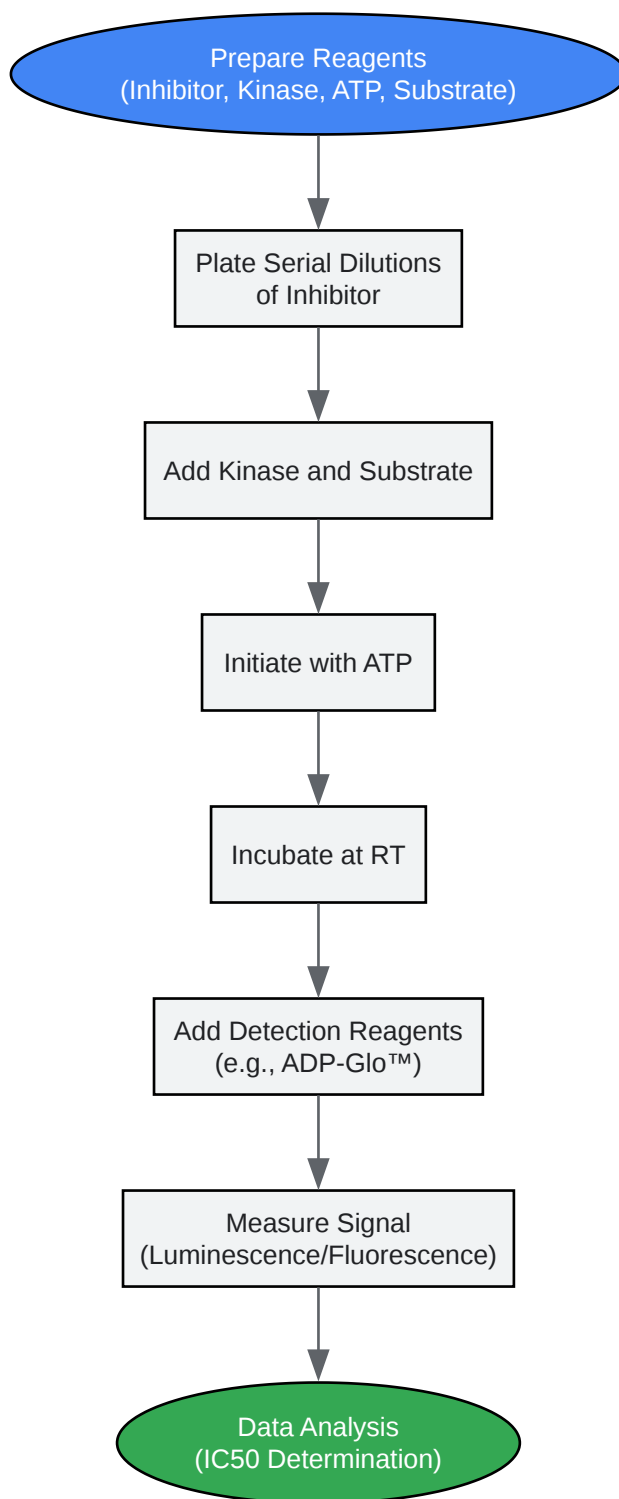 Prepare Reagents
(Inhibitor, Kinase, ATP, Substrate)
Plate Serial Dilutions
of Inhibitor
Add Kinase and Substrate
Initiate with ATP
Incubate at RT
Add Detection Reagents
(e.g., ADP-Glo™)
Measure Signal
(Luminescence/Fluorescence)
Data Analysis
(IC50 Determination)